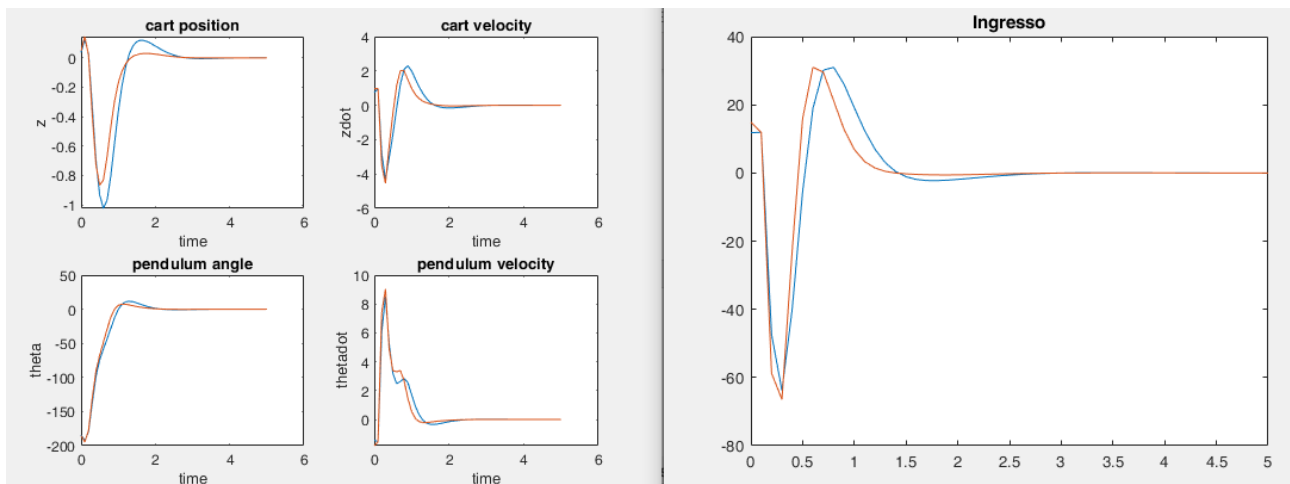 cart position
0
-0.2
-0.4
-0.6
-0.8
-1
z
0 2 4 6
time
cart velocity
4
2
0
-2
-4
-6
zdot
0 2 4 6
time
pendulum angle
50
0
-50
-100
-150
-200
theta
0 2 4 6
time
pendulum velocity
10
8
6
4
2
0
thetadot
0 2 4 6
time
Ingresso
40
20
0
-20
-40
-60
-80
0 0.5 1 1.5 2 2.5 3 3.5 4 4.5 5